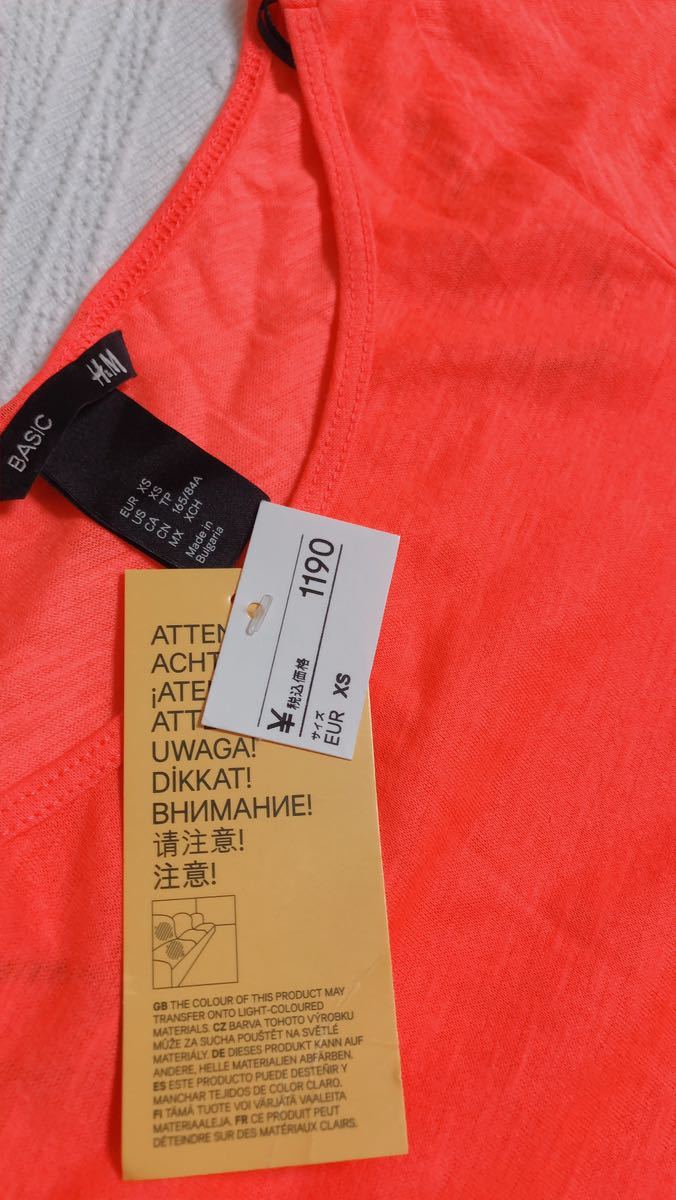 H&M
BASIC
EUR XS
US XS
CA TP
CN 165/84A
MX XCH
Made in
Bulgaria
¥ 1190
税込価格
サイズ
EUR XS
ATTEN
ACHT
¡ATE
ATT
UWAGA!
DİKKAT!
ВНИМАНИЕ!
请注意!
注意!
GB THE COLOUR OF THIS PRODUCT MAY
TRANSFER ONTO LIGHT-COLOURED
MATERIALS. CZ BARVA TOHOTO VÝROBKU
MŮŽE ZA SUCHA POUŠTĚT NA SVĚTLÉ
MATERIÁLY. DE DIESES PRODUKT KANN AUF
ANDERE, HELLE MATERIALIEN ABFÄRBEN.
ES ESTE PRODUCTO PUEDE DESTEÑIR Y
MANCHAR TEJIDOS DE COLOR CLARO.
FI TÄMÄ TUOTE VOI VÄRJÄTÄ VAALEITA
MATERIAALEJA. FR CE PRODUIT PEUT
DÉTEINDRE SUR DES MATÉRIAUX CLAIRS.